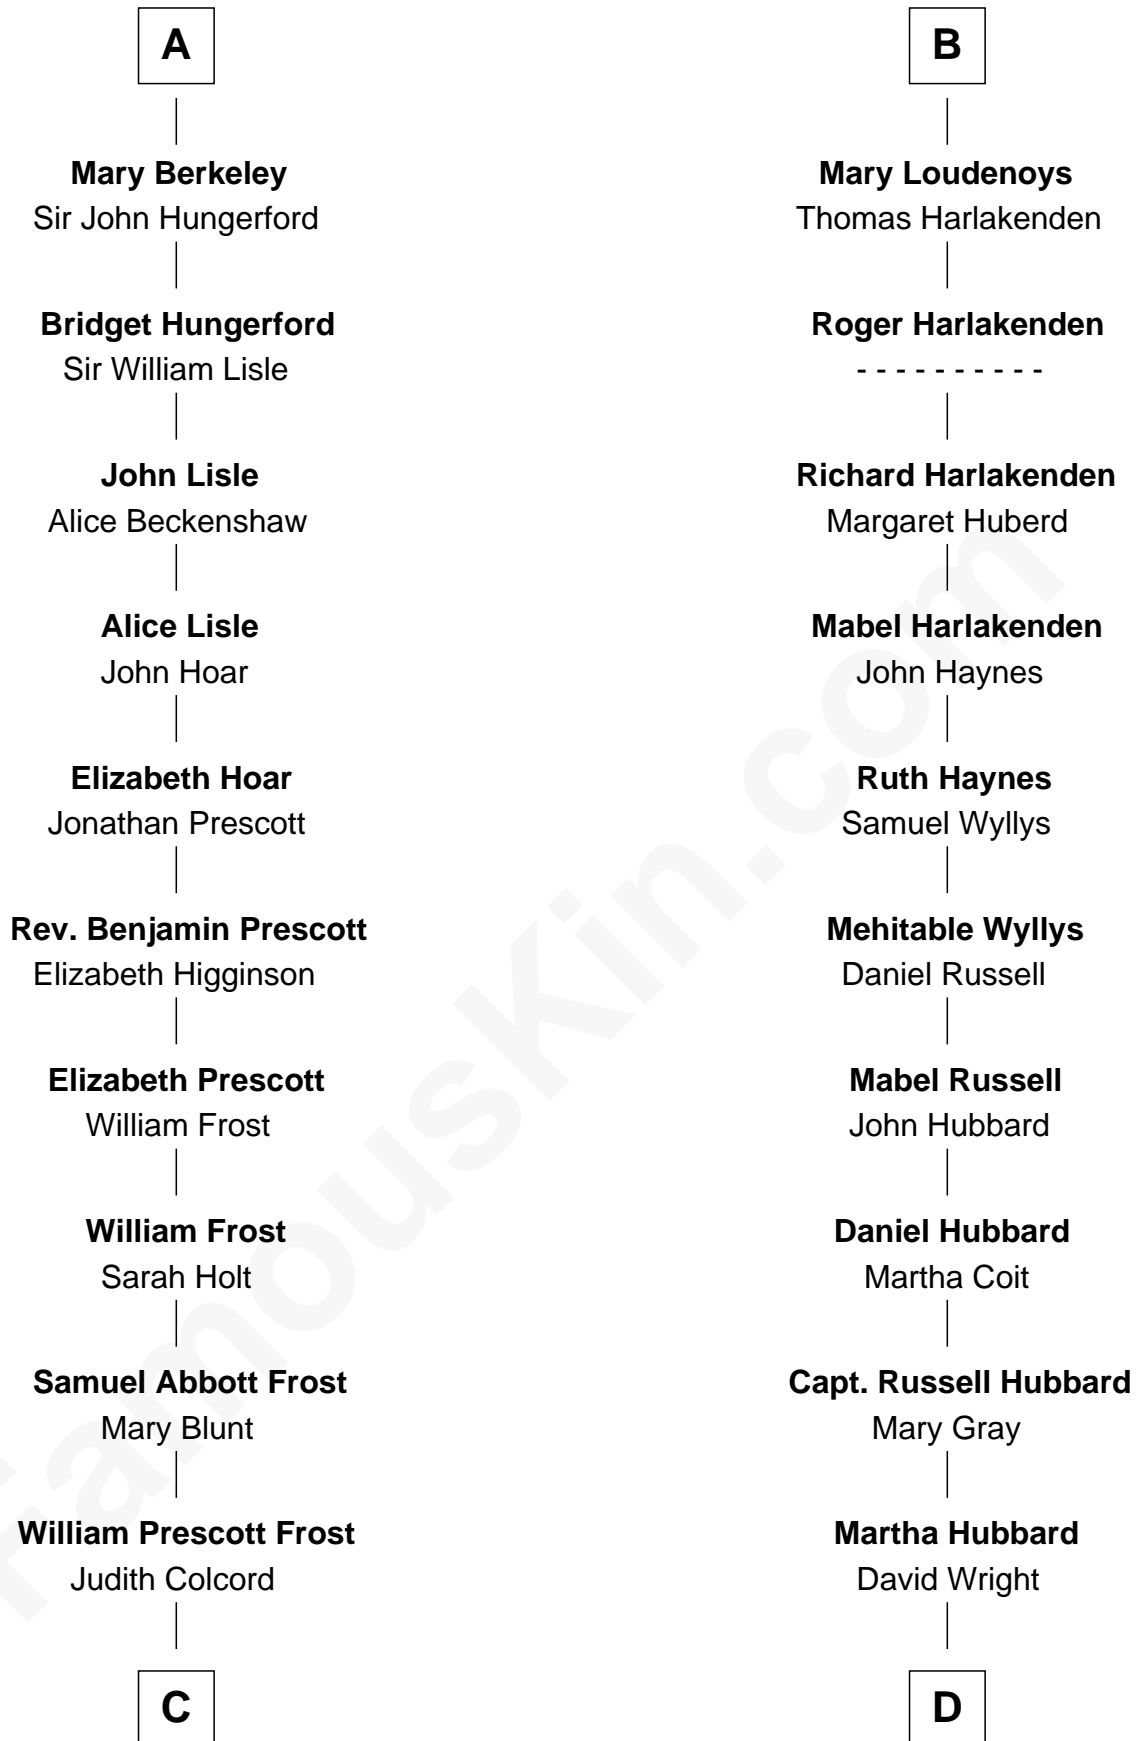 A
Mary Berkeley
Sir John Hungerford
Bridget Hungerford
Sir William Lisle
John Lisle
Alice Beckenshaw
Alice Lisle
John Hoar
Elizabeth Hoar
Jonathan Prescott
Rev. Benjamin Prescott
Elizabeth Higginson
Elizabeth Prescott
William Frost
William Frost
Sarah Holt
Samuel Abbott Frost
Mary Blunt
William Prescott Frost
Judith Colcord
C
B
Mary Loudenoys
Thomas Harlakenden
Roger Harlakenden
- - - - - - - - - -
Richard Harlakenden
Margaret Huberd
Mabel Harlakenden
John Haynes
Ruth Haynes
Samuel Wyllys
Mehitable Wyllys
Daniel Russell
Mabel Russell
John Hubbard
Daniel Hubbard
Martha Coit
Capt. Russell Hubbard
Mary Gray
Martha Hubbard
David Wright
D
FamousKin.com